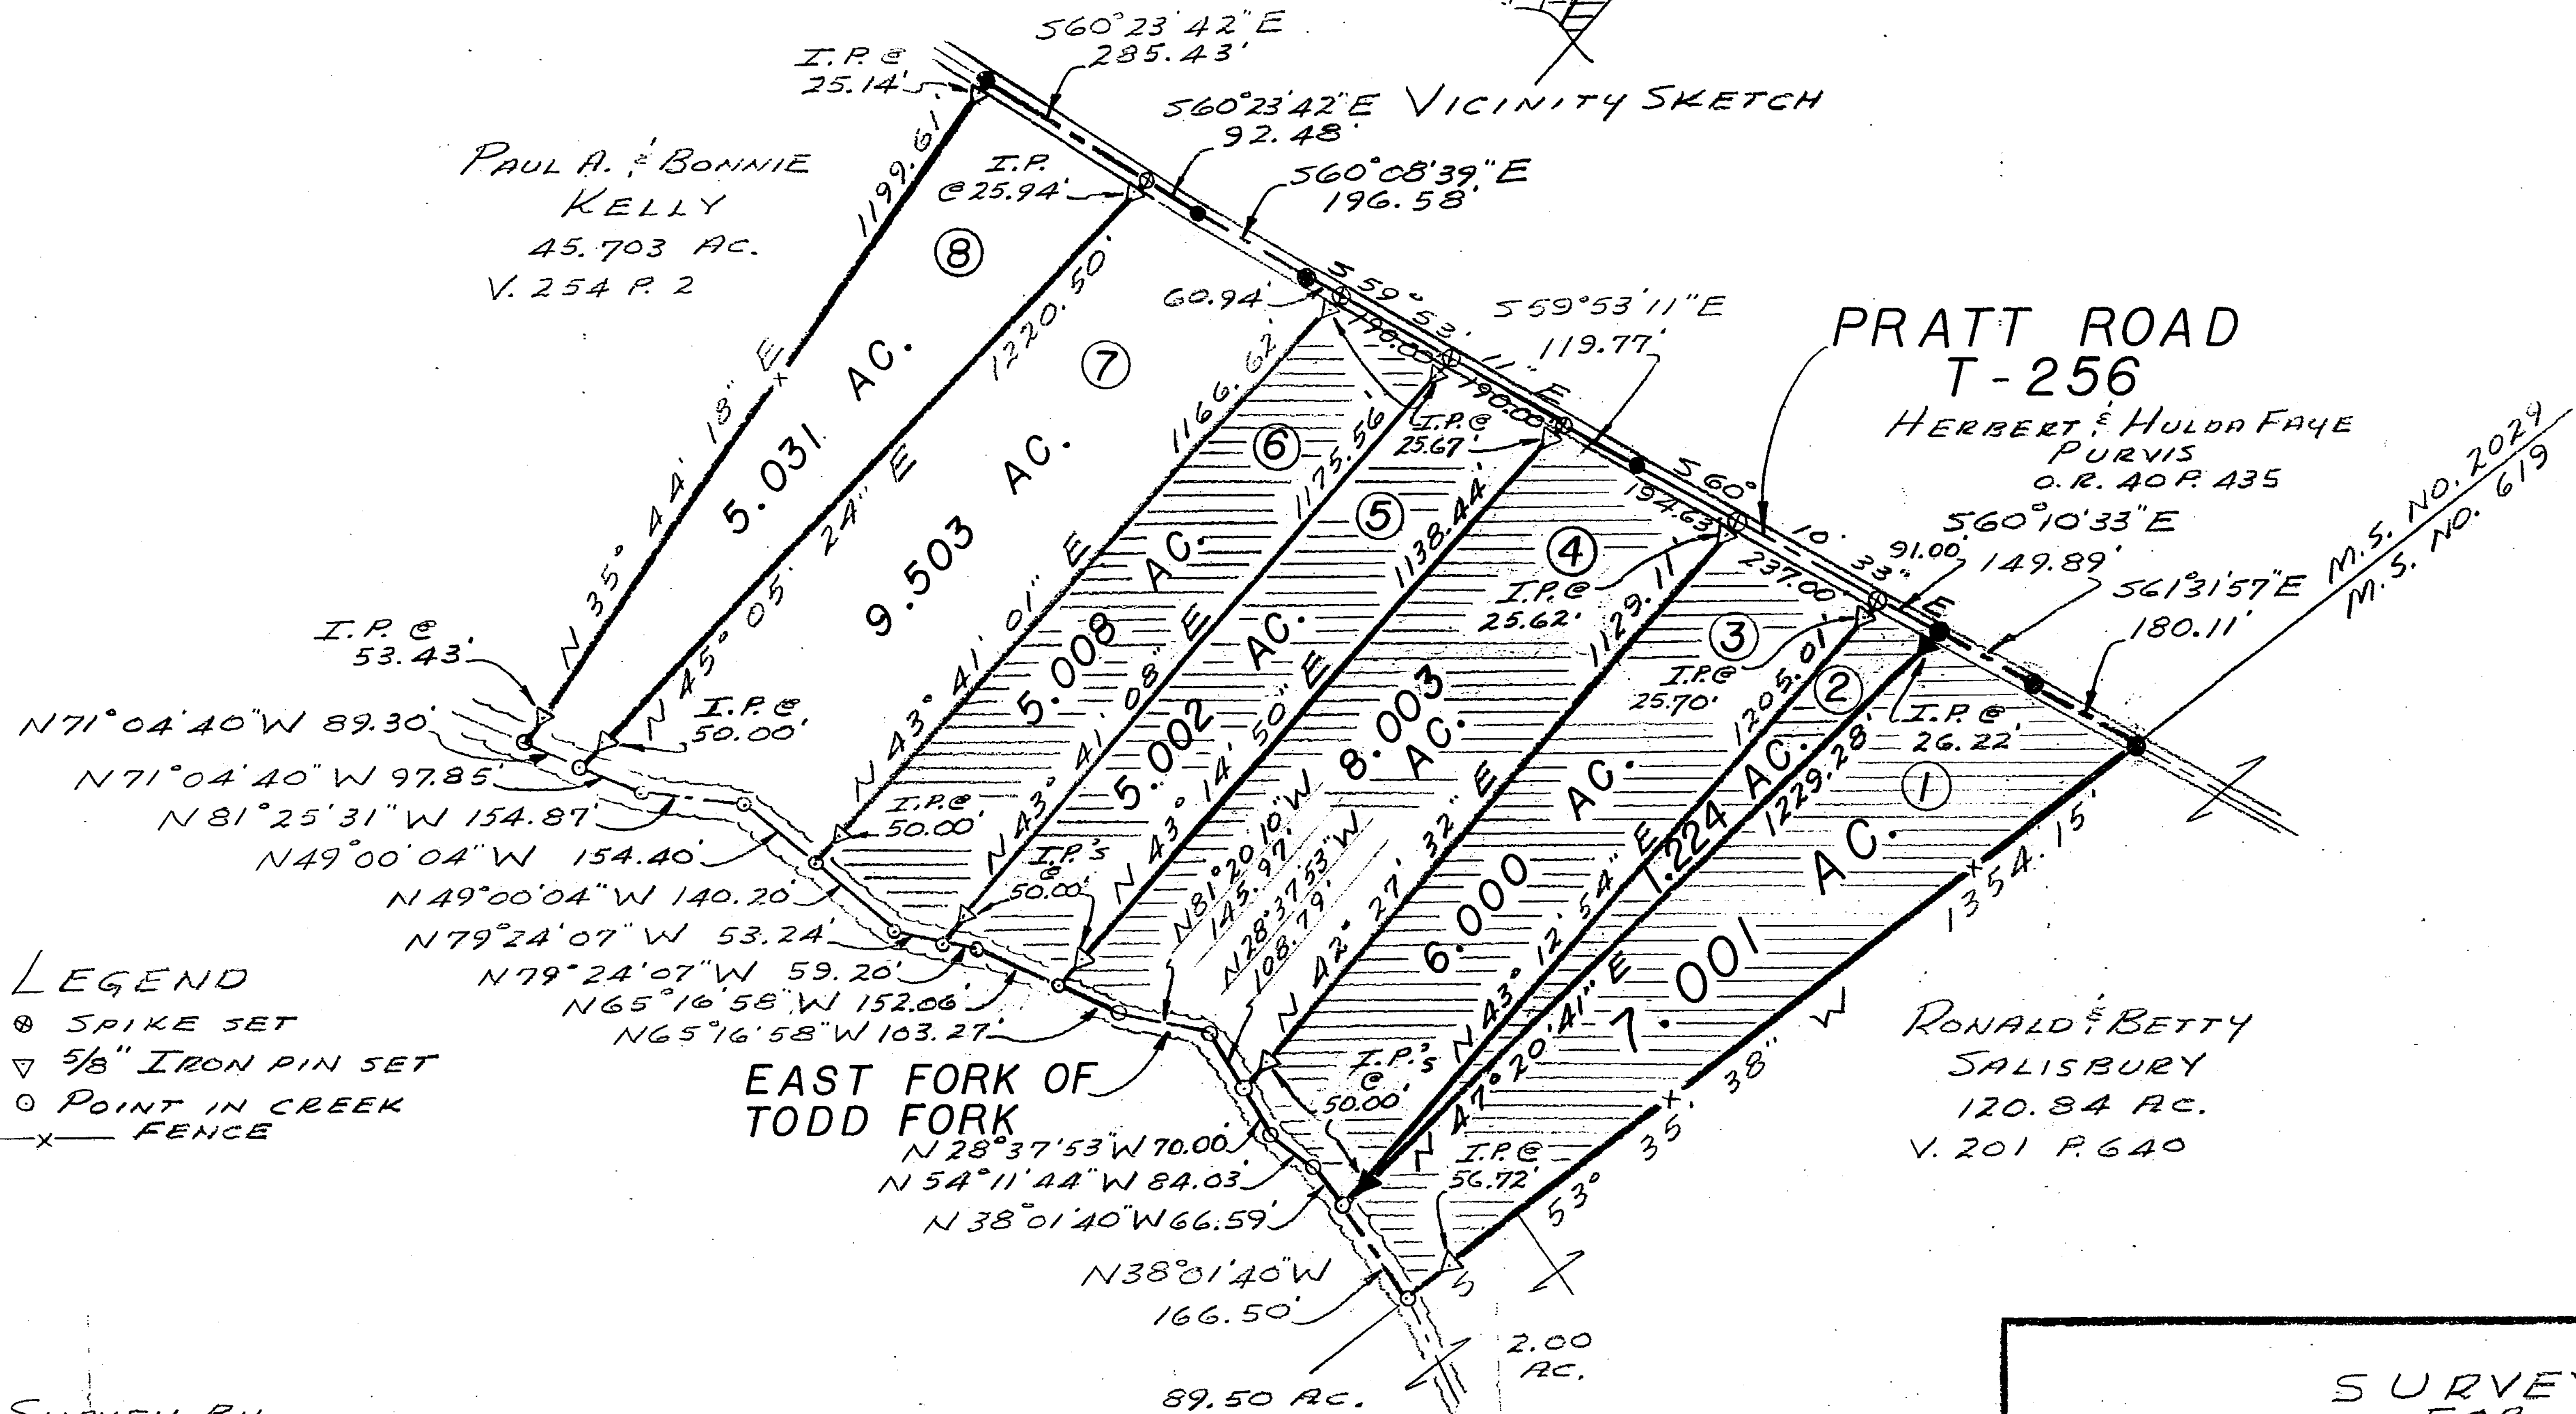 S60°23'42"E
285.43'
I.P. @
25.14'
S60°23'42"E
92.48'
VICINITY SKETCH
S60°08'39"E
196.58'
PAUL A. & BONNIE
KELLY
45.703 AC.
V. 254 P. 2
I.P.
@ 25.94'
1199.61'
N 35° 44' 18" E
⑧
5.031 AC.
1220.50'
N 45° 05' 24" E
⑦
9.503 AC.
60.94'
S 59° 53' 11" E
190.00'
190.00'
S59°53'11"E
119.77'
PRATT ROAD
T-256
HERBERT & HULDA FAYE
PURVIS
O.R. 40 P. 435
M.S. NO. 2029
M.S. NO. 619
1166.62'
N 43° 41' 01" E
⑥
5.008 AC.
I.P. @
25.67'
1175.56'
N 43° 41' 08" E
⑤
5.002 AC.
1138.44'
N 43° 14' 50" E
④
8.003
AC.
S 60° 10' 33" E
194.63'
237.00'
91.00'
S60°10'33"E
149.89'
S61°31'57"E
180.11'
I.P. @
25.62'
1129.11'
N 42° 27' 32" E
③
6.000 AC.
I.P. @
25.70'
1205.01'
N 43° 12' 54" E
②
1.224 AC.
I.P. @
26.22'
1229.28'
N 47° 20' 41" E
①
7.001 AC.
1354.15'
S 53° 35' 38" W
I.P. @
53.43'
I.P. @
50.00'
N71°04'40"W 89.30'
N71°04'40"W 97.85'
N81°25'31"W 154.87'
N49°00'04"W 154.40'
I.P. @
50.00'
N49°00'04"W 140.20'
N79°24'07"W 53.24'
I.P.'s
@
50.00'
N79°24'07"W 59.20'
N65°16'58"W 152.06'
N65°16'58"W 103.27'
N81°20'10"W
145.97'
N28°37'53"W
108.79'
EAST FORK OF
TODD FORK
I.P.'s
@
50.00'
N28°37'53"W 70.00'
N54°11'44"W 84.03'
N38°01'40"W 66.59'
I.P. @
56.72'
N38°01'40"W
166.50'
89.50 AC.
2.00
AC.
RONALD & BETTY
SALISBURY
120.84 AC.
V. 201 P. 640
LEGEND
⊗ SPIKE SET
▽ 5/8" IRON PIN SET
⊙ POINT IN CREEK
—x— FENCE
SURVEY